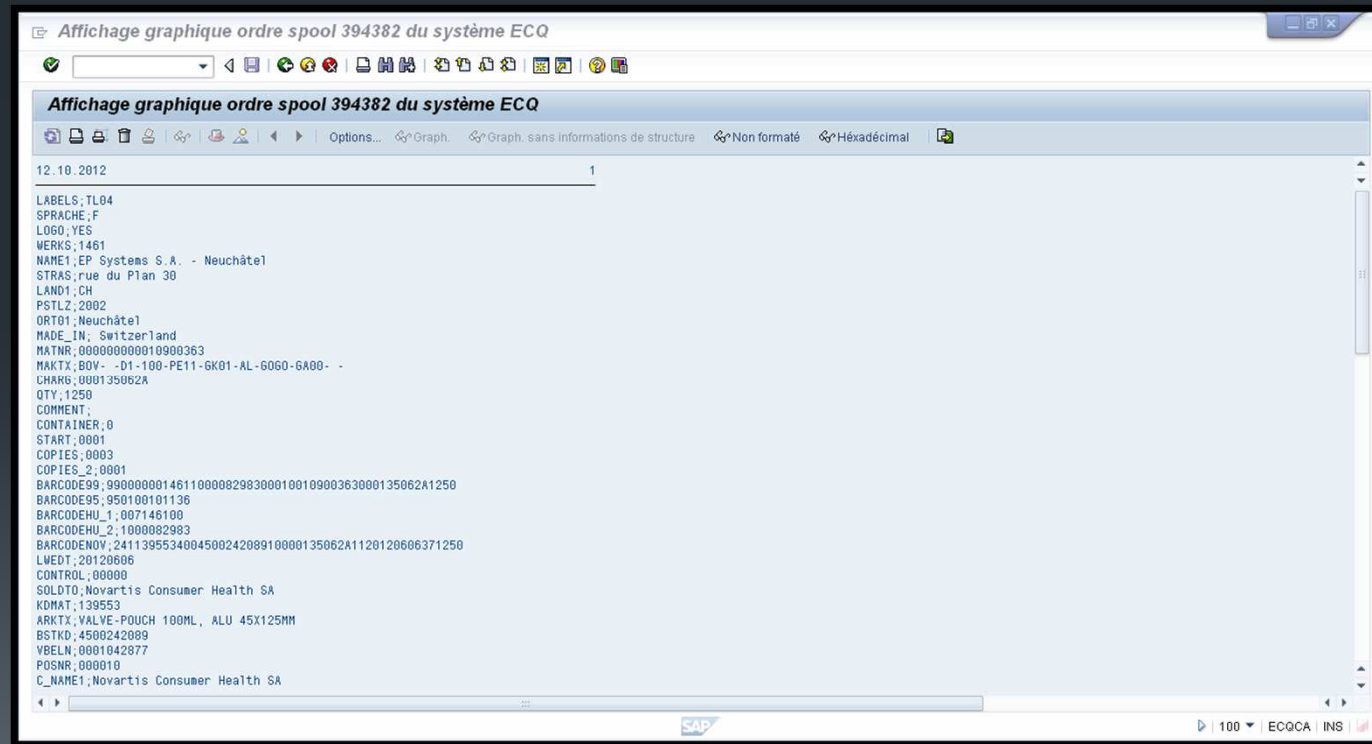 Affichage graphique ordre spool 394382 du système ECQ
Affichage graphique ordre spool 394382 du système ECQ
Options... Graph. Graph. sans informations de structure Non formaté Héxadécimal
12.10.2012 1
LABELS;TL04
SPRACHE;F
LOGO;YES
WERKS;1461
NAME1;EP Systems S.A. - Neuchâtel
STRAS;rue du Plan 30
LAND1;CH
PSTLZ;2002
ORT01;Neuchâtel
MADE_IN; Switzerland
MATNR;000000000010900363
MAKTX;BOV- -D1-100-PE11-GK01-AL-GOGO-GA00- -
CHARG;000135062A
QTY;1250
COMMENT;
CONTAINER;0
START;0001
COPIES;0003
COPIES_2;0001
BARCODE99;99000000146110000829830001001090036300013506​2A1250
BARCODE95;950100101136
BARCODEHU_1;007146100
BARCODEHU_2;1000082983
BARCODENOV;241139553400450024208910000135062A1120120606371250
LWEDT;20120606
CONTROL;00000
SOLDTO;Novartis Consumer Health SA
KDMAT;139553
ARKTX;VALVE-POUCH 100ML, ALU 45X125MM
BSTKD;4500242089
VBELN;0001042877
POSNR;000010
C_NAME1;Novartis Consumer Health SA
SAP
100 ECQCA INS